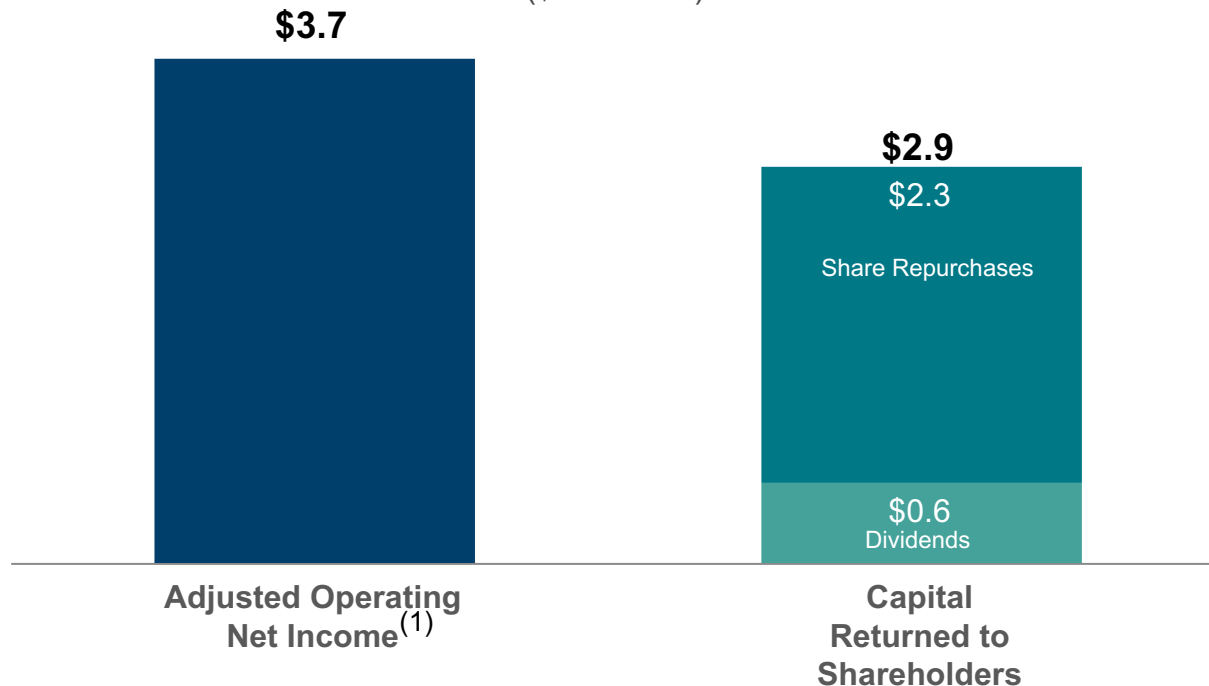 $3.7
$2.9
$2.3
Share Repurchases
$0.6
Dividends
Adjusted Operating
Net Income(1)
Capital
Returned to
Shareholders